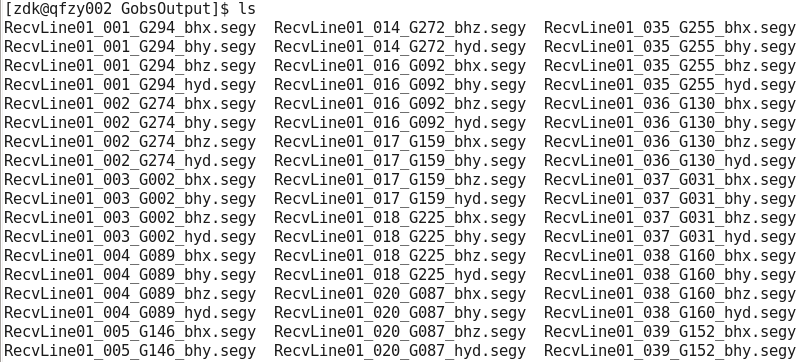 [zdk@qfzy002 GobsOutput]$ ls
RecvLine01_001_G294_bhx.segy RecvLine01_014_G272_bhz.segy RecvLine01_035_G255_bhx.segy
RecvLine01_001_G294_bhy.segy RecvLine01_014_G272_hyd.segy RecvLine01_035_G255_bhy.segy
RecvLine01_001_G294_bhz.segy RecvLine01_016_G092_bhx.segy RecvLine01_035_G255_bhz.segy
RecvLine01_001_G294_hyd.segy RecvLine01_016_G092_bhy.segy RecvLine01_035_G255_hyd.segy
RecvLine01_002_G274_bhx.segy RecvLine01_016_G092_bhz.segy RecvLine01_036_G130_bhx.segy
RecvLine01_002_G274_bhy.segy RecvLine01_016_G092_hyd.segy RecvLine01_036_G130_bhy.segy
RecvLine01_002_G274_bhz.segy RecvLine01_017_G159_bhx.segy RecvLine01_036_G130_bhz.segy
RecvLine01_002_G274_hyd.segy RecvLine01_017_G159_bhy.segy RecvLine01_036_G130_hyd.segy
RecvLine01_003_G002_bhx.segy RecvLine01_017_G159_bhz.segy RecvLine01_037_G031_bhx.segy
RecvLine01_003_G002_bhy.segy RecvLine01_017_G159_hyd.segy RecvLine01_037_G031_bhy.segy
RecvLine01_003_G002_bhz.segy RecvLine01_018_G225_bhx.segy RecvLine01_037_G031_bhz.segy
RecvLine01_003_G002_hyd.segy RecvLine01_018_G225_bhy.segy RecvLine01_037_G031_hyd.segy
RecvLine01_004_G089_bhx.segy RecvLine01_018_G225_bhz.segy RecvLine01_038_G160_bhx.segy
RecvLine01_004_G089_bhy.segy RecvLine01_018_G225_hyd.segy RecvLine01_038_G160_bhy.segy
RecvLine01_004_G089_bhz.segy RecvLine01_020_G087_bhx.segy RecvLine01_038_G160_bhz.segy
RecvLine01_004_G089_hyd.segy RecvLine01_020_G087_bhy.segy RecvLine01_038_G160_hyd.segy
RecvLine01_005_G146_bhx.segy RecvLine01_020_G087_bhz.segy RecvLine01_039_G152_bhx.segy
RecvLine01_005_G146_bhy.segy RecvLine01_020_G087_hyd.segy RecvLine01_039_G152_bhy.segy